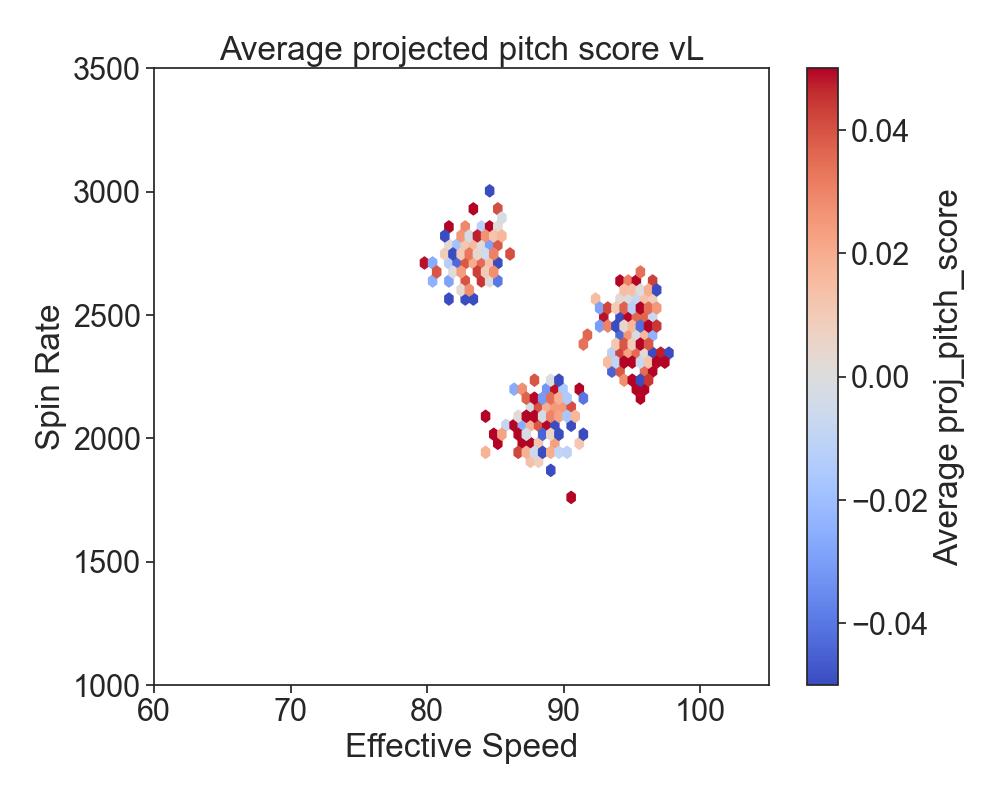 Average projected pitch score vL
3500
3000
2500
2000
1500
1000
Spin Rate
60 70 80 90 100
Effective Speed
0.04
0.02
0.00
−0.02
−0.04
Average proj_pitch_score